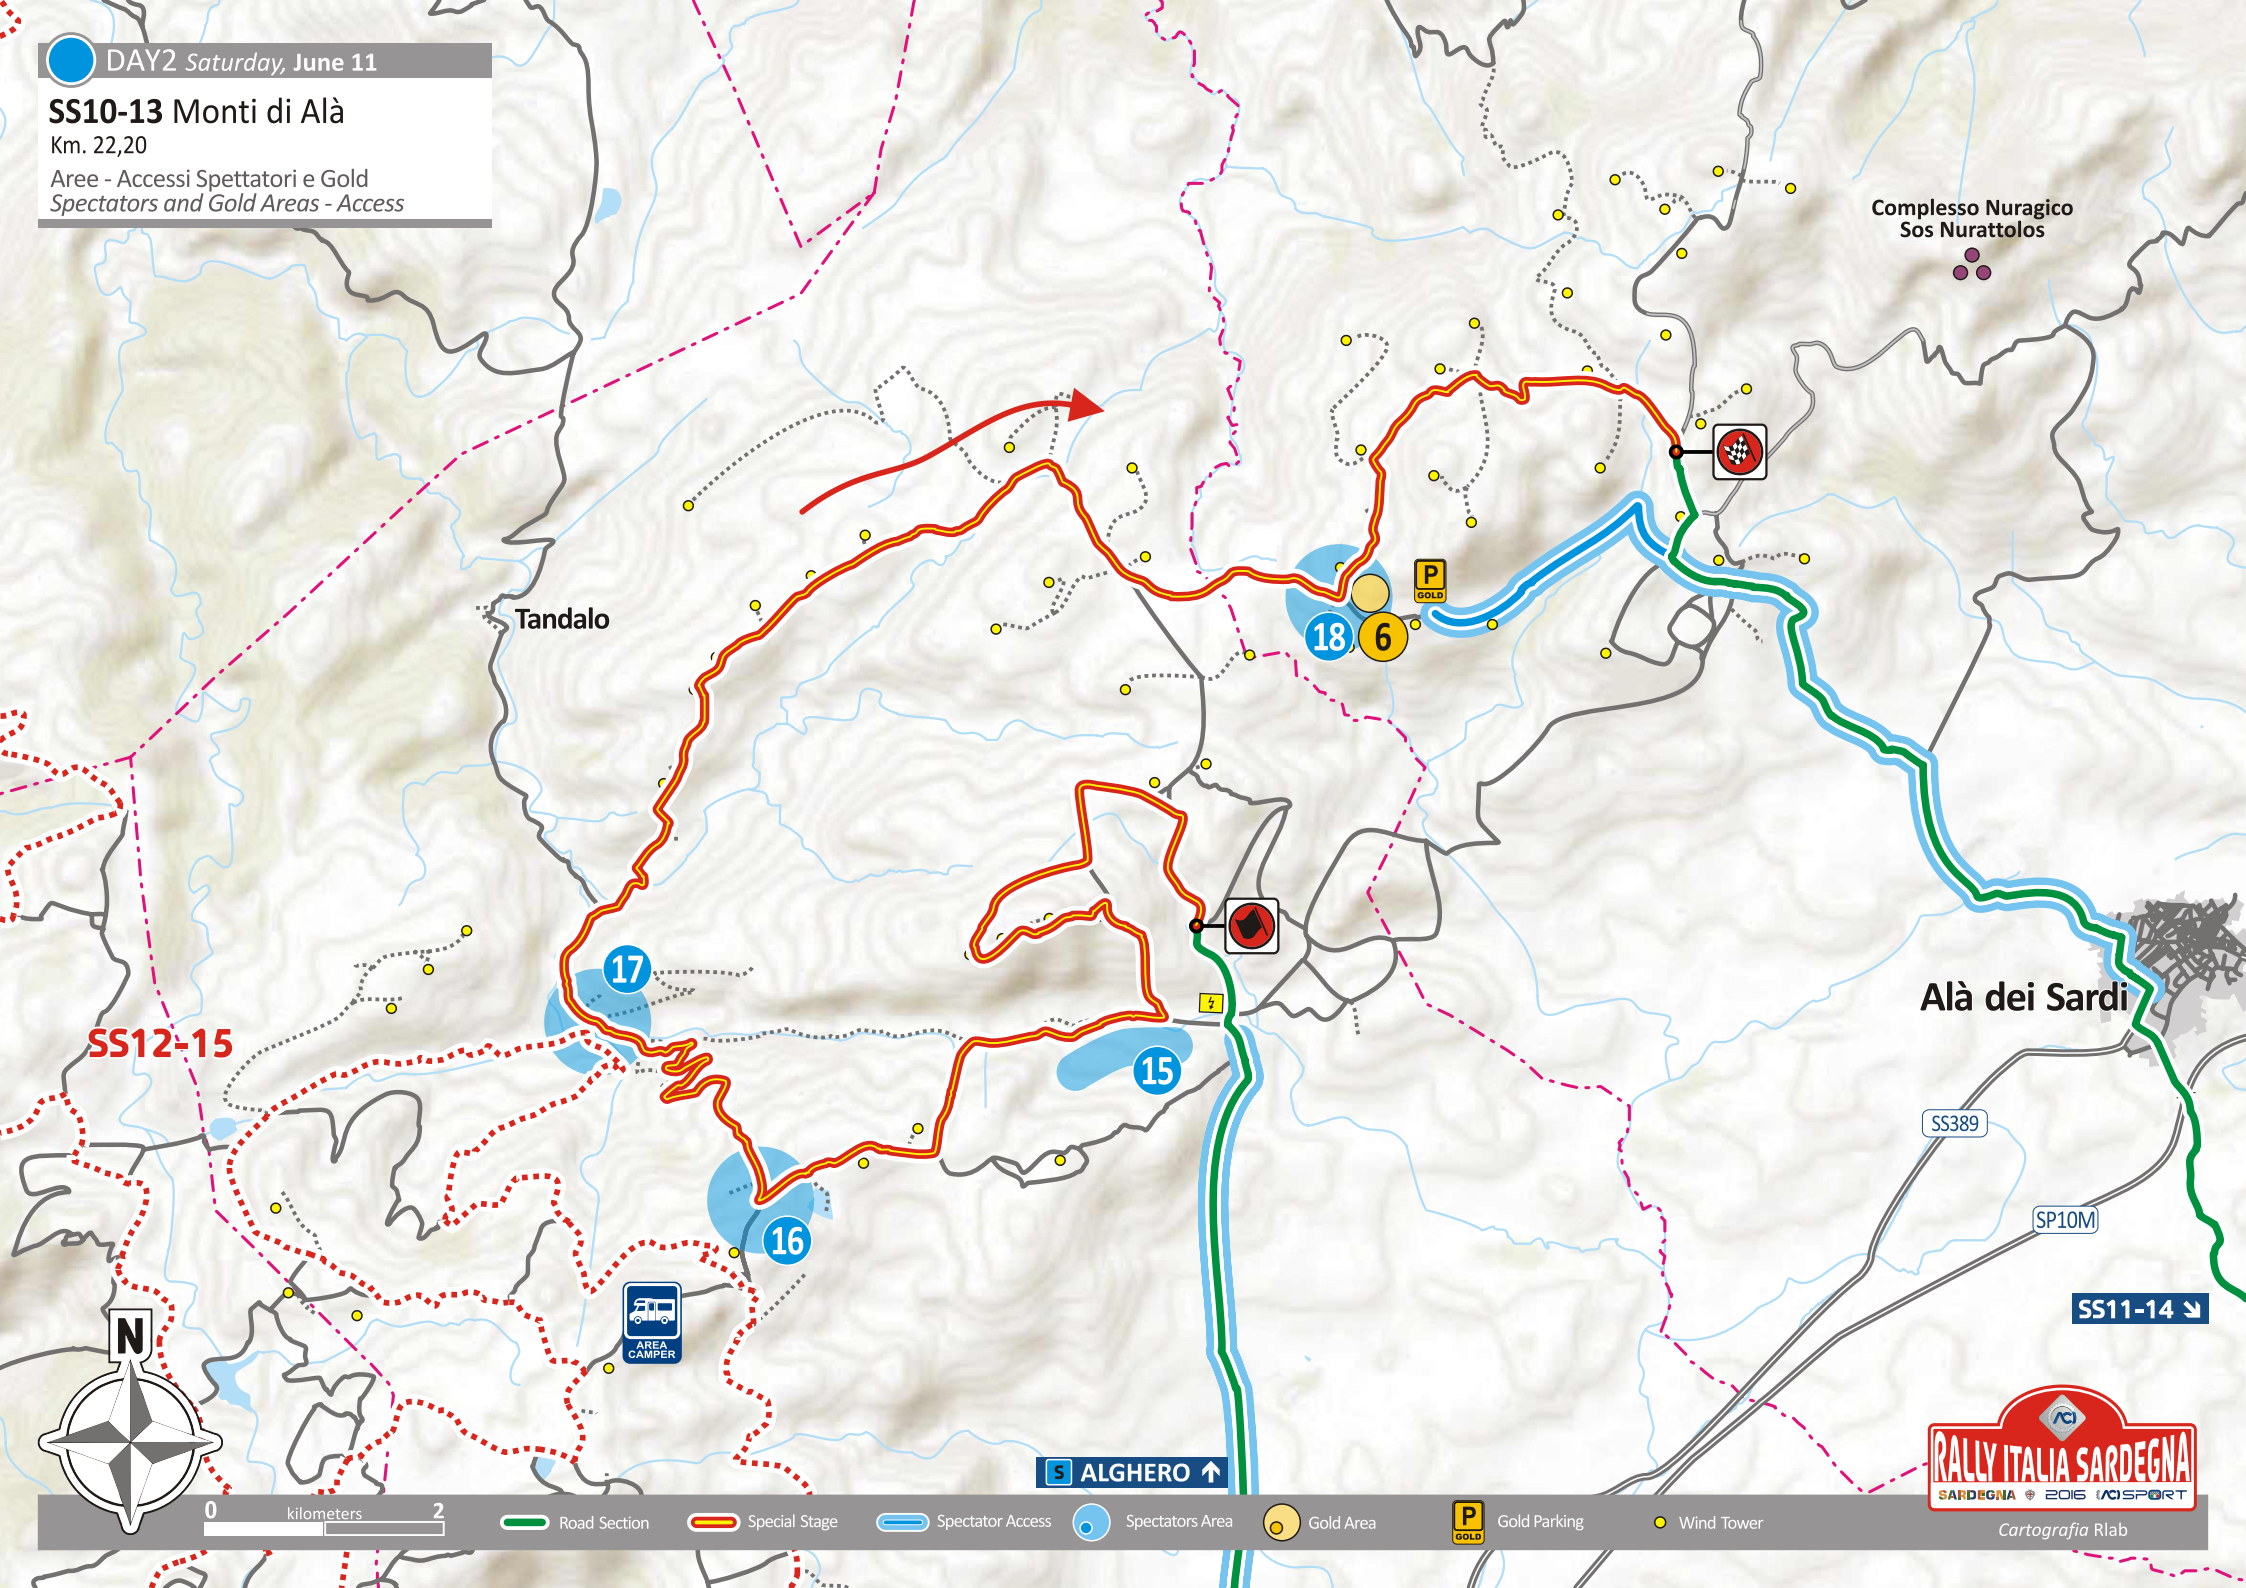 DAY2 Saturday, June 11
SS10-13 Monti di Alà
Km. 22,20
Aree - Accessi Spettatori e Gold
Spectators and Gold Areas - Access
Complesso Nuragico
Sos Nurattolos
Tandalo
P
GOLD
18
6
17
SS12-15
15
16
Alà dei Sardi
SS389
SP10M
SS11-14
AREA
CAMPER
N
S ALGHERO
ACI
RALLY ITALIA SARDEGNA
SARDEGNA 2016 ACI SPORT
Cartografia Rlab
0 kilometers 2
Road Section
Special Stage
Spectator Access
Spectators Area
Gold Area
P
GOLD
Gold Parking
Wind Tower